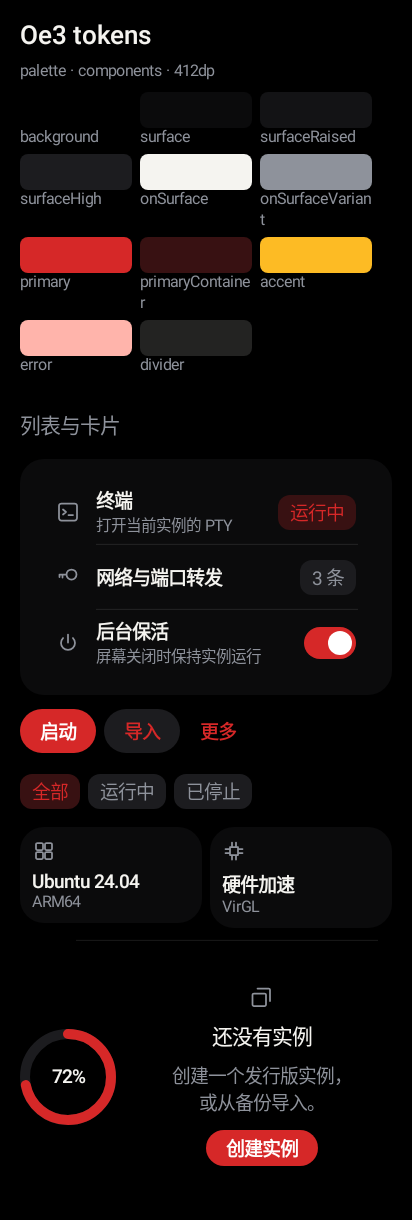 Oe3 tokens
palette · components · 412dp
background
surface
surfaceRaised
surfaceHigh
onSurface
onSurfaceVarian
t
primary
primaryContaine
r
accent
error
divider
列表与卡片
终端
打开当前实例的 PTY
运行中
网络与端口转发
3 条
后台保活
屏幕关闭时保持实例运行
启动
导入
更多
全部
运行中
已停止
Ubuntu 24.04
ARM64
硬件加速
VirGL
72%
还没有实例
创建一个发行版实例，
或从备份导入。
创建实例